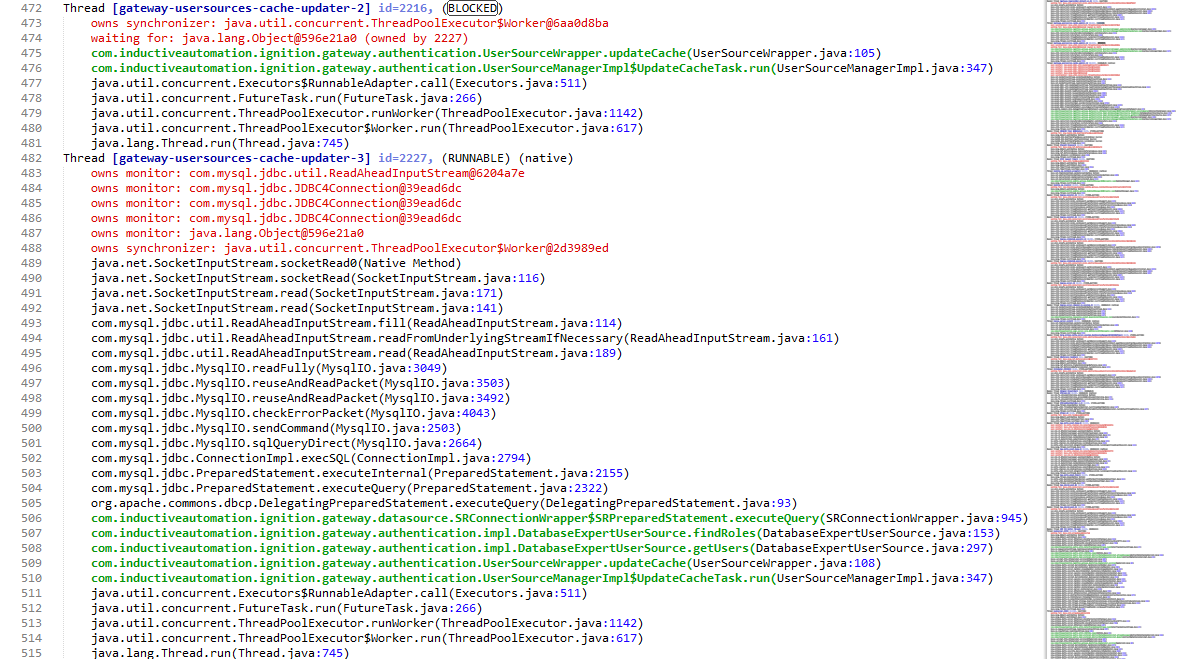 472 Thread [gateway-usersources-cache-updater-2] id=2216, (BLOCKED)
473 owns synchronizer: java.util.concurrent.ThreadPoolExecutor$Worker@6aa0d8ba
474 waiting for: java.lang.Object@596e21a0 (owned by 2227)
475 com.inductiveautomation.ignition.gateway.authentication.UserSourceWrapper.updateCache(UserSourceWrapper.java:105)
476 com.inductiveautomation.ignition.gateway.authentication.UserSourceManagerImpl$UpdateCacheTask.run(UserSourceManagerImpl.java:347)
477 java.util.concurrent.Executors$RunnableAdapter.call(Executors.java:511)
478 java.util.concurrent.FutureTask.run(FutureTask.java:266)
479 java.util.concurrent.ThreadPoolExecutor.runWorker(ThreadPoolExecutor.java:1142)
480 java.util.concurrent.ThreadPoolExecutor$Worker.run(ThreadPoolExecutor.java:617)
481 java.lang.Thread.run(Thread.java:745)
482 Thread [gateway-usersources-cache-updater-3] id=2227, (RUNNABLE) (native)
483 owns monitor: com.mysql.jdbc.util.ReadAheadInputStream@6204a7e
484 owns monitor: com.mysql.jdbc.JDBC4Connection@39ead6dc
485 owns monitor: com.mysql.jdbc.JDBC4Connection@39ead6dc
486 owns monitor: com.mysql.jdbc.JDBC4Connection@39ead6dc
487 owns monitor: java.lang.Object@596e21a0
488 owns synchronizer: java.util.concurrent.ThreadPoolExecutor$Worker@2d3989ed
489 java.net.SocketInputStream.socketRead0(Native Method)
490 java.net.SocketInputStream.socketRead(SocketInputStream.java:116)
491 java.net.SocketInputStream.read(SocketInputStream.java:171)
492 java.net.SocketInputStream.read(SocketInputStream.java:141)
493 com.mysql.jdbc.util.ReadAheadInputStream.fill(ReadAheadInputStream.java:114)
494 com.mysql.jdbc.util.ReadAheadInputStream.readFromUnderlyingStreamIfNecessary(ReadAheadInputStream.java:161)
495 com.mysql.jdbc.util.ReadAheadInputStream.read(ReadAheadInputStream.java:189)
496 com.mysql.jdbc.MysqlIO.readFully(MysqlIO.java:3049)
497 com.mysql.jdbc.MysqlIO.reuseAndReadPacket(MysqlIO.java:3503)
498 com.mysql.jdbc.MysqlIO.reuseAndReadPacket(MysqlIO.java:3492)
499 com.mysql.jdbc.MysqlIO.checkErrorPacket(MysqlIO.java:4043)
500 com.mysql.jdbc.MysqlIO.sendCommand(MysqlIO.java:2503)
501 com.mysql.jdbc.MysqlIO.sqlQueryDirect(MysqlIO.java:2664)
502 com.mysql.jdbc.ConnectionImpl.execSQL(ConnectionImpl.java:2794)
503 com.mysql.jdbc.PreparedStatement.executeInternal(PreparedStatement.java:2155)
504 com.mysql.jdbc.PreparedStatement.executeQuery(PreparedStatement.java:2322)
505 org.apache.commons.dbcp.DelegatingPreparedStatement.executeQuery(DelegatingPreparedStatement.java:93)
506 com.inductiveautomation.ignition.gateway.datasource.SRConnectionWrapper$SRPreparedStatement.executeQuery(SRConnectionWrapper.java:945)
507 com.inductiveautomation.ignition.gateway.authentication.impl.DatabaseExpertUserSource.findRoles(DatabaseExpertUserSource.java:153)
508 com.inductiveautomation.ignition.gateway.authentication.impl.DatabaseExpertUserSource.getUsers(DatabaseExpertUserSource.java:297)
509 com.inductiveautomation.ignition.gateway.authentication.UserSourceWrapper.updateCache(UserSourceWrapper.java:108)
510 com.inductiveautomation.ignition.gateway.authentication.UserSourceManagerImpl$UpdateCacheTask.run(UserSourceManagerImpl.java:347)
511 java.util.concurrent.Executors$RunnableAdapter.call(Executors.java:511)
512 java.util.concurrent.FutureTask.run(FutureTask.java:266)
513 java.util.concurrent.ThreadPoolExecutor.runWorker(ThreadPoolExecutor.java:1142)
514 java.util.concurrent.ThreadPoolExecutor$Worker.run(ThreadPoolExecutor.java:617)
515 java.lang.Thread.run(Thread.java:745)